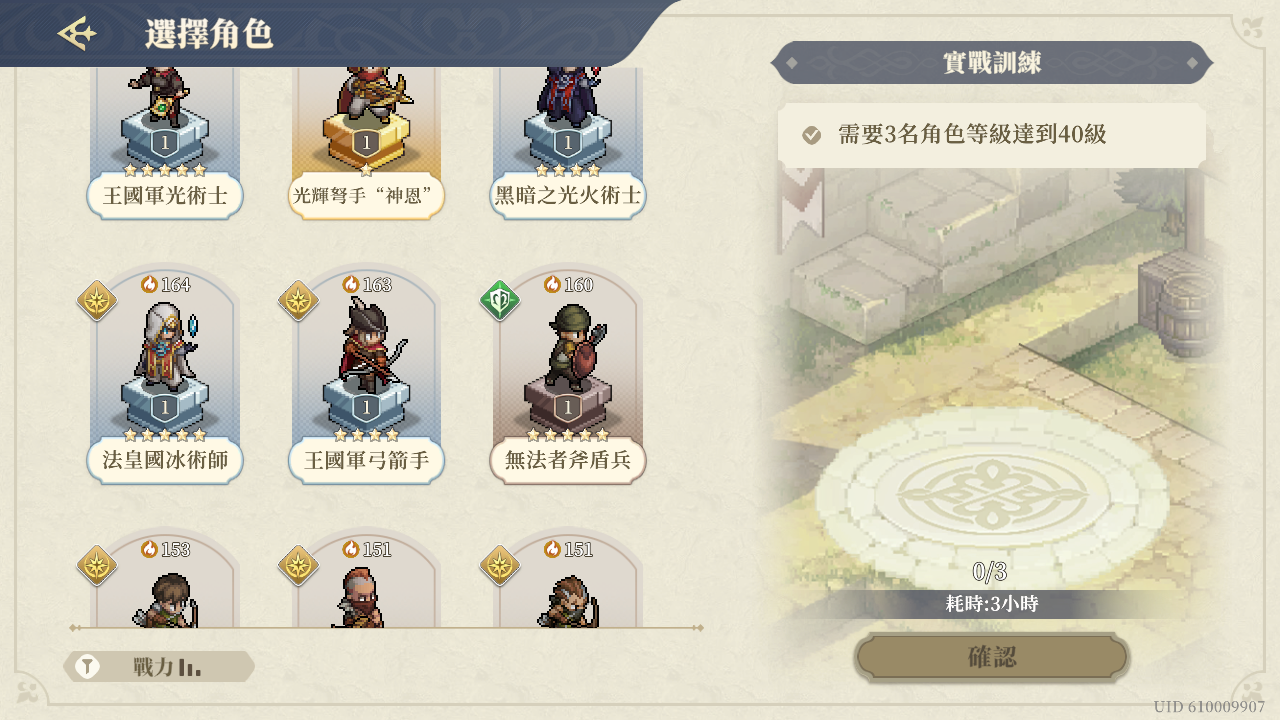 選擇角色
實戰訓練
需要3名角色等級達到40級
1
1
1
王國軍光術士
光輝弩手“神恩”
黑暗之光火術士
164
163
160
1
1
1
法皇國冰術師
王國軍弓箭手
無法者斧盾兵
153
151
151
0/3
耗時:3小時
戰力
確認
UID 610009907